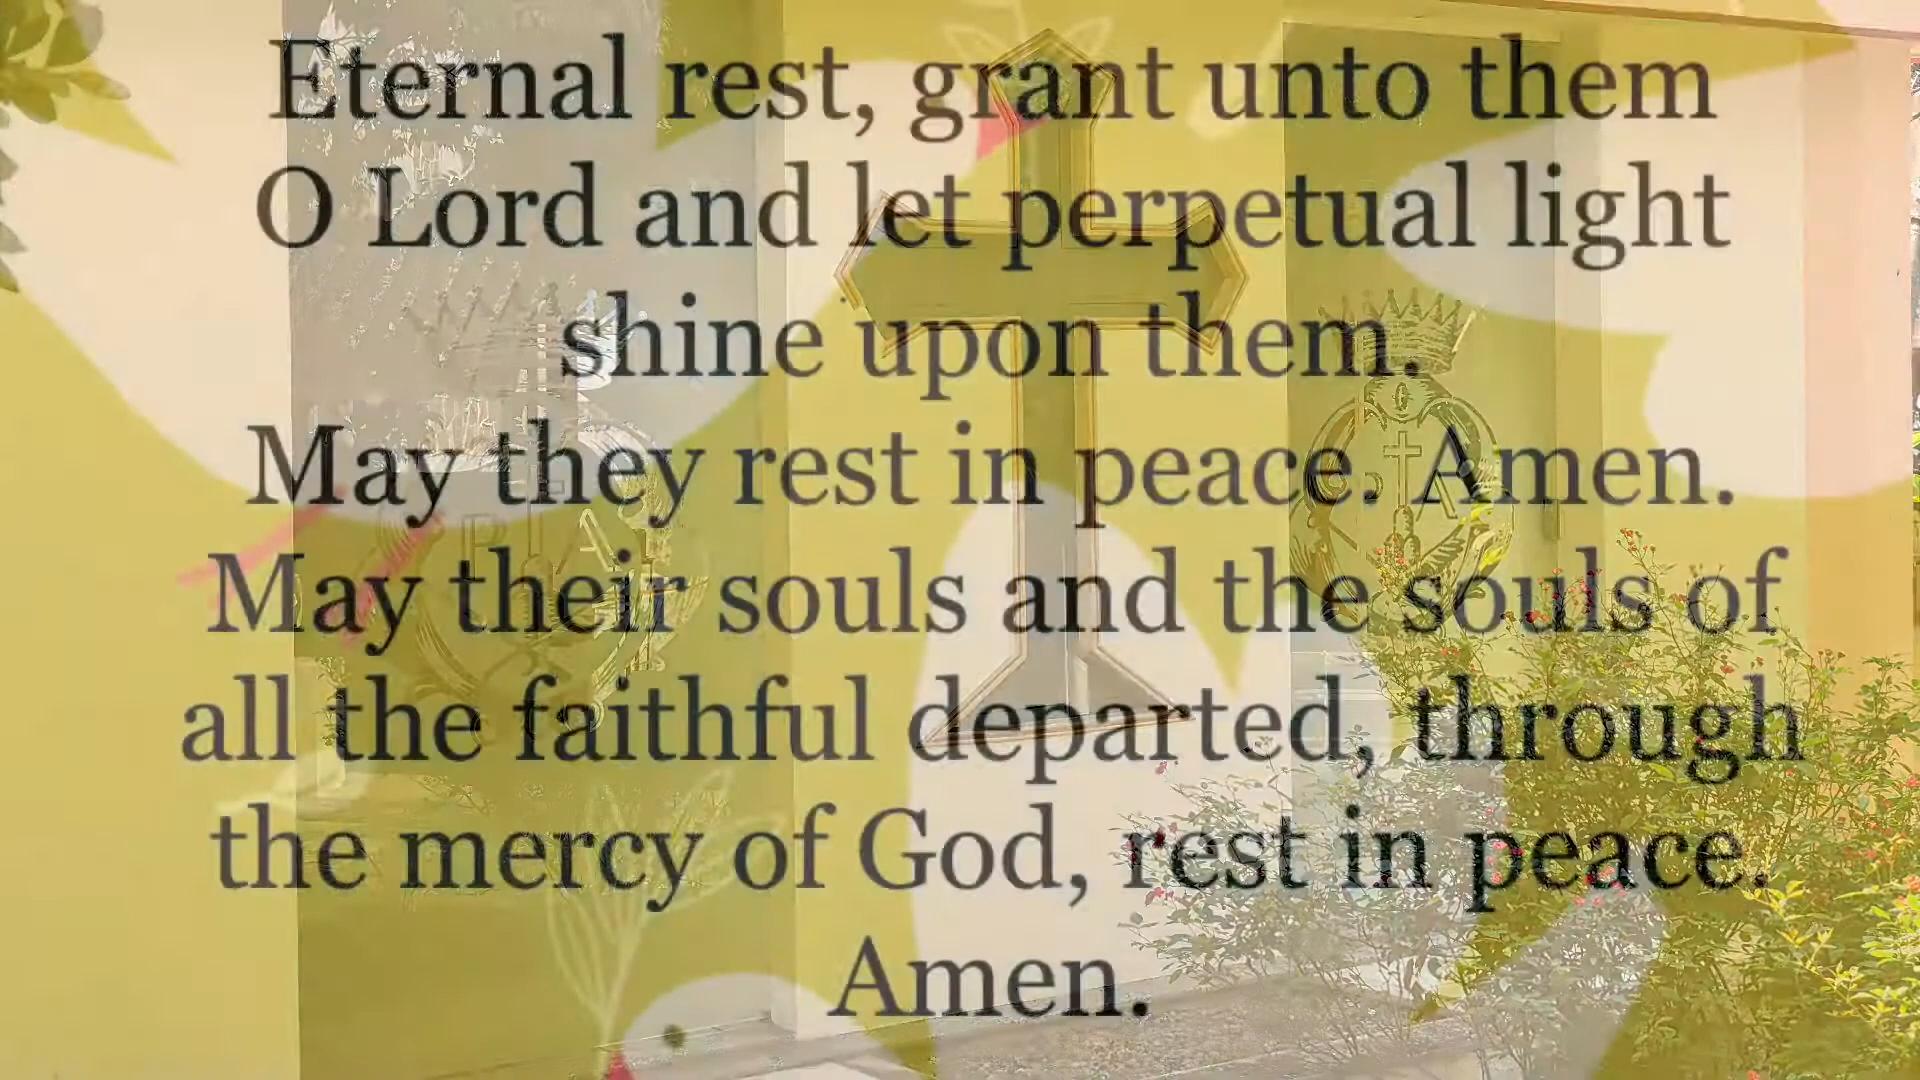 Eternal rest, grant unto them
O Lord and let perpetual light
shine upon them.
May they rest in peace. Amen.
May their souls and the souls of
all the faithful departed, through
the mercy of God, rest in peace.
Amen.